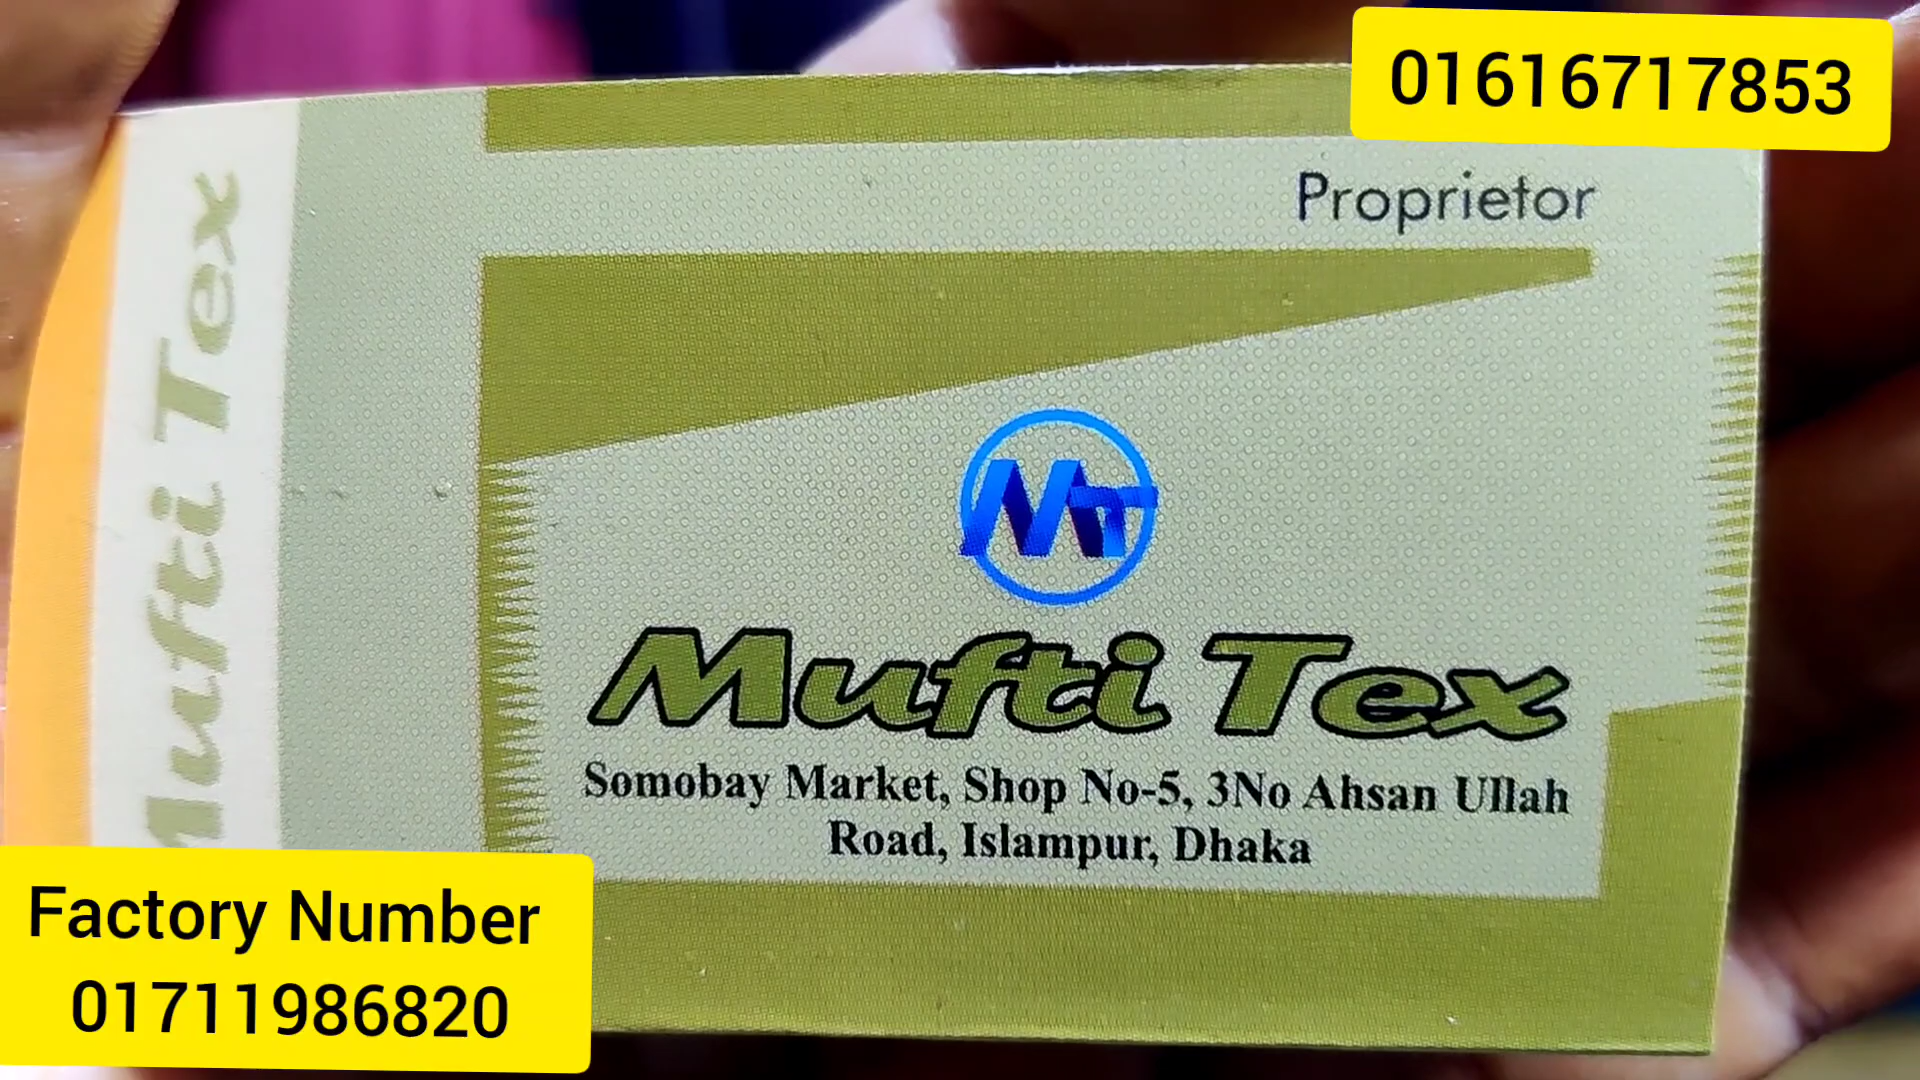 01616717853
Proprietor
Mufti Tex
MT
Mufti Tex
Somobay Market, Shop No-5, 3No Ahsan Ullah
Road, Islampur, Dhaka
Factory Number
01711986820